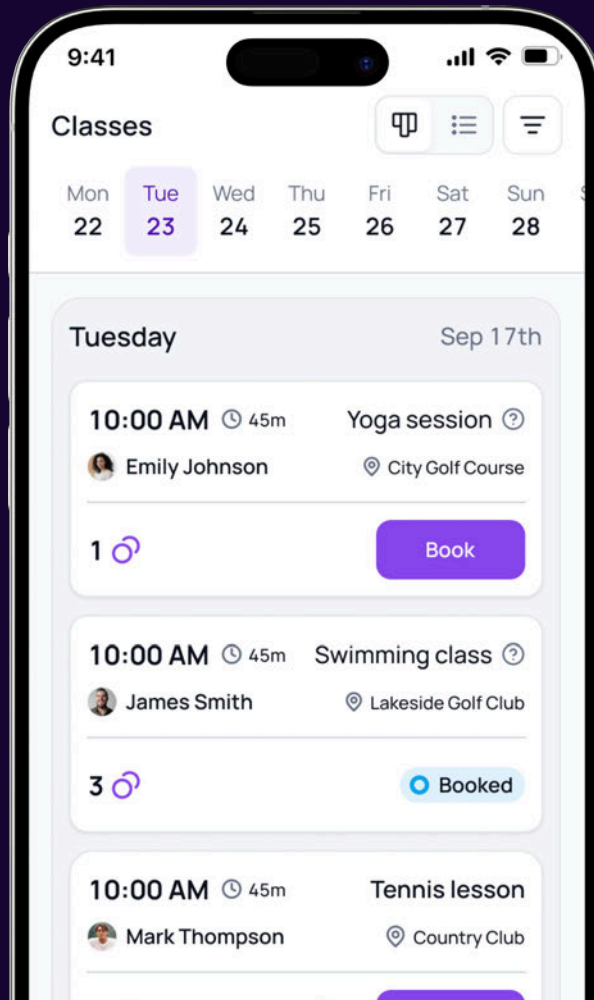 9:41
Classes
Mon Tue Wed Thu Fri Sat Sun
22 23 24 25 26 27 28
Tuesday Sep 17th
10:00 AM 45m Yoga session
Emily Johnson City Golf Course
1 Book
10:00 AM 45m Swimming class
James Smith Lakeside Golf Club
3 Booked
10:00 AM 45m Tennis lesson
Mark Thompson Country Club